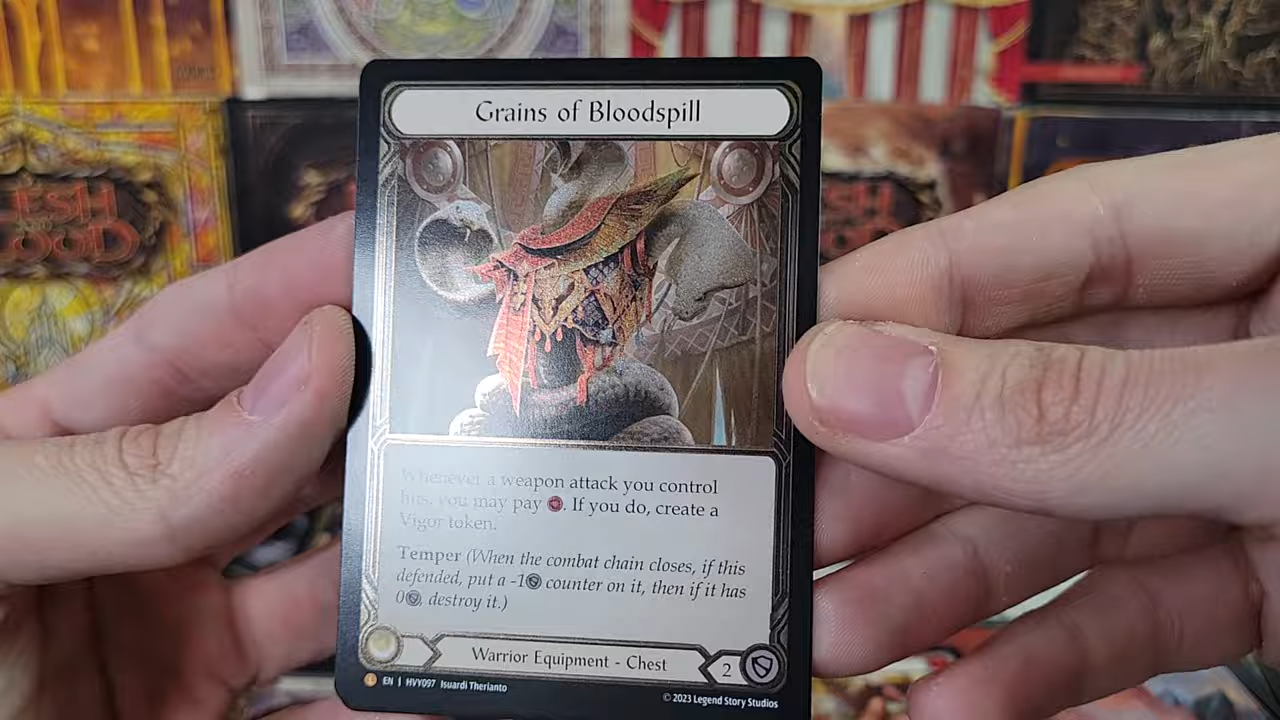 Grains of Bloodspill
FLESH
BLOOD
Whenever a weapon attack you control
hits, you may pay . If you do, create a
Vigor token.
Temper (When the combat chain closes, if this
defended, put a -1 counter on it, then if it has
0, destroy it.)
Warrior Equipment - Chest
2
L EN | HVY097 Isuardi Therianto
© 2023 Legend Story Studios